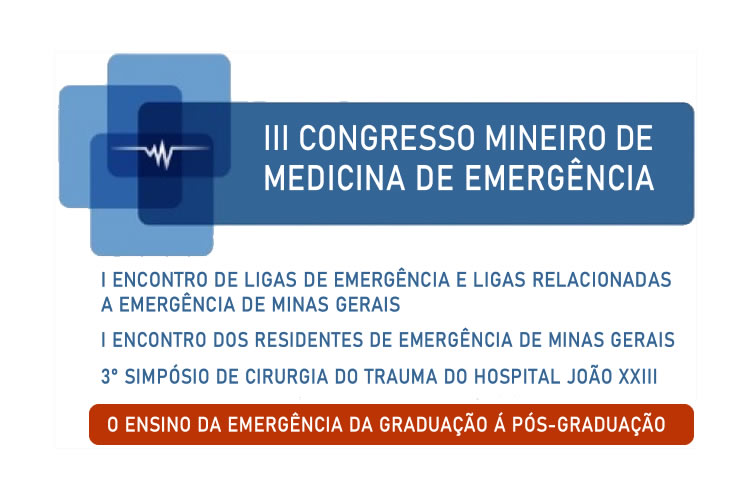 III CONGRESSO MINEIRO DE
MEDICINA DE EMERGÊNCIA
I ENCONTRO DE LIGAS DE EMERGÊNCIA E LIGAS RELACIONADAS
A EMERGÊNCIA DE MINAS GERAIS
I ENCONTRO DOS RESIDENTES DE EMERGÊNCIA DE MINAS GERAIS
3º SIMPÓSIO DE CIRURGIA DO TRAUMA DO HOSPITAL JOÃO XXIII
O ENSINO DA EMERGÊNCIA DA GRADUAÇÃO Á PÓS-GRADUAÇÃO